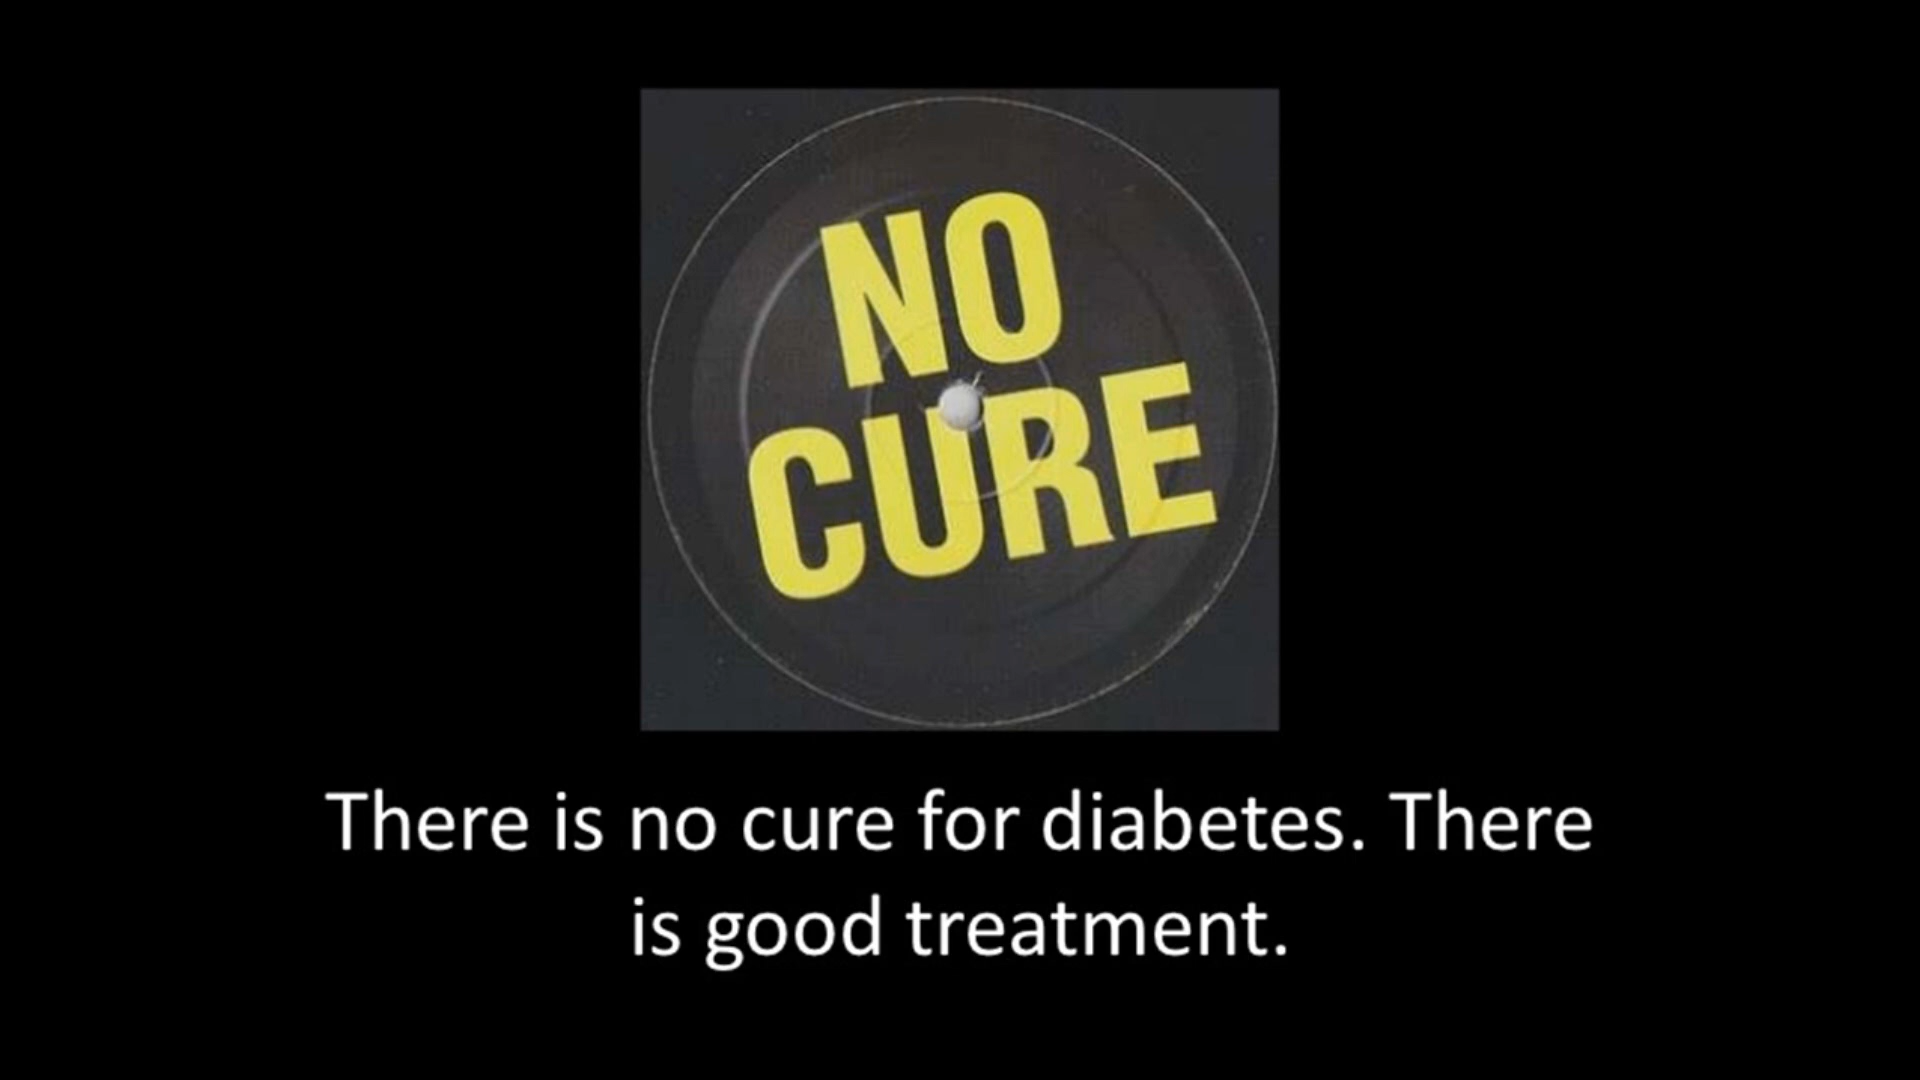 NO
CURE
There is no cure for diabetes. There
is good treatment.